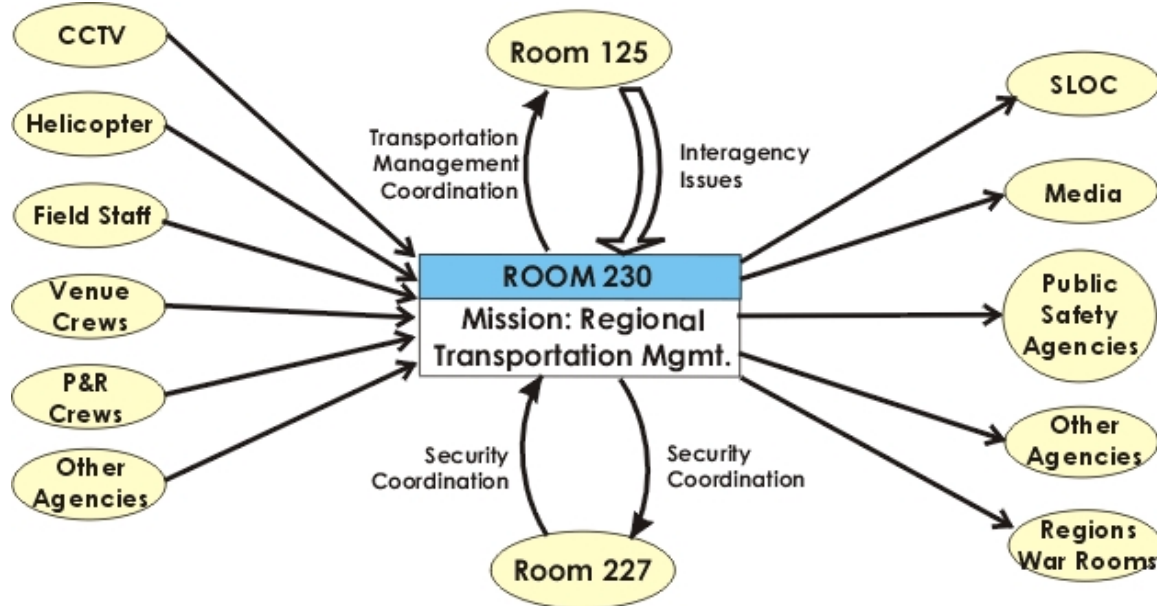 CCTV
Helicopter
Field Staff
Venue
Crews
P&R
Crews
Other
Agencies
Room 125
Transportation
Management
Coordination
Interagency
Issues
ROOM 230
Mission: Regional
Transportation Mgmt.
Security
Coordination
Security
Coordination
Room 227
SLOC
Media
Public
Safety
Agencies
Other
Agencies
Regions
War Rooms